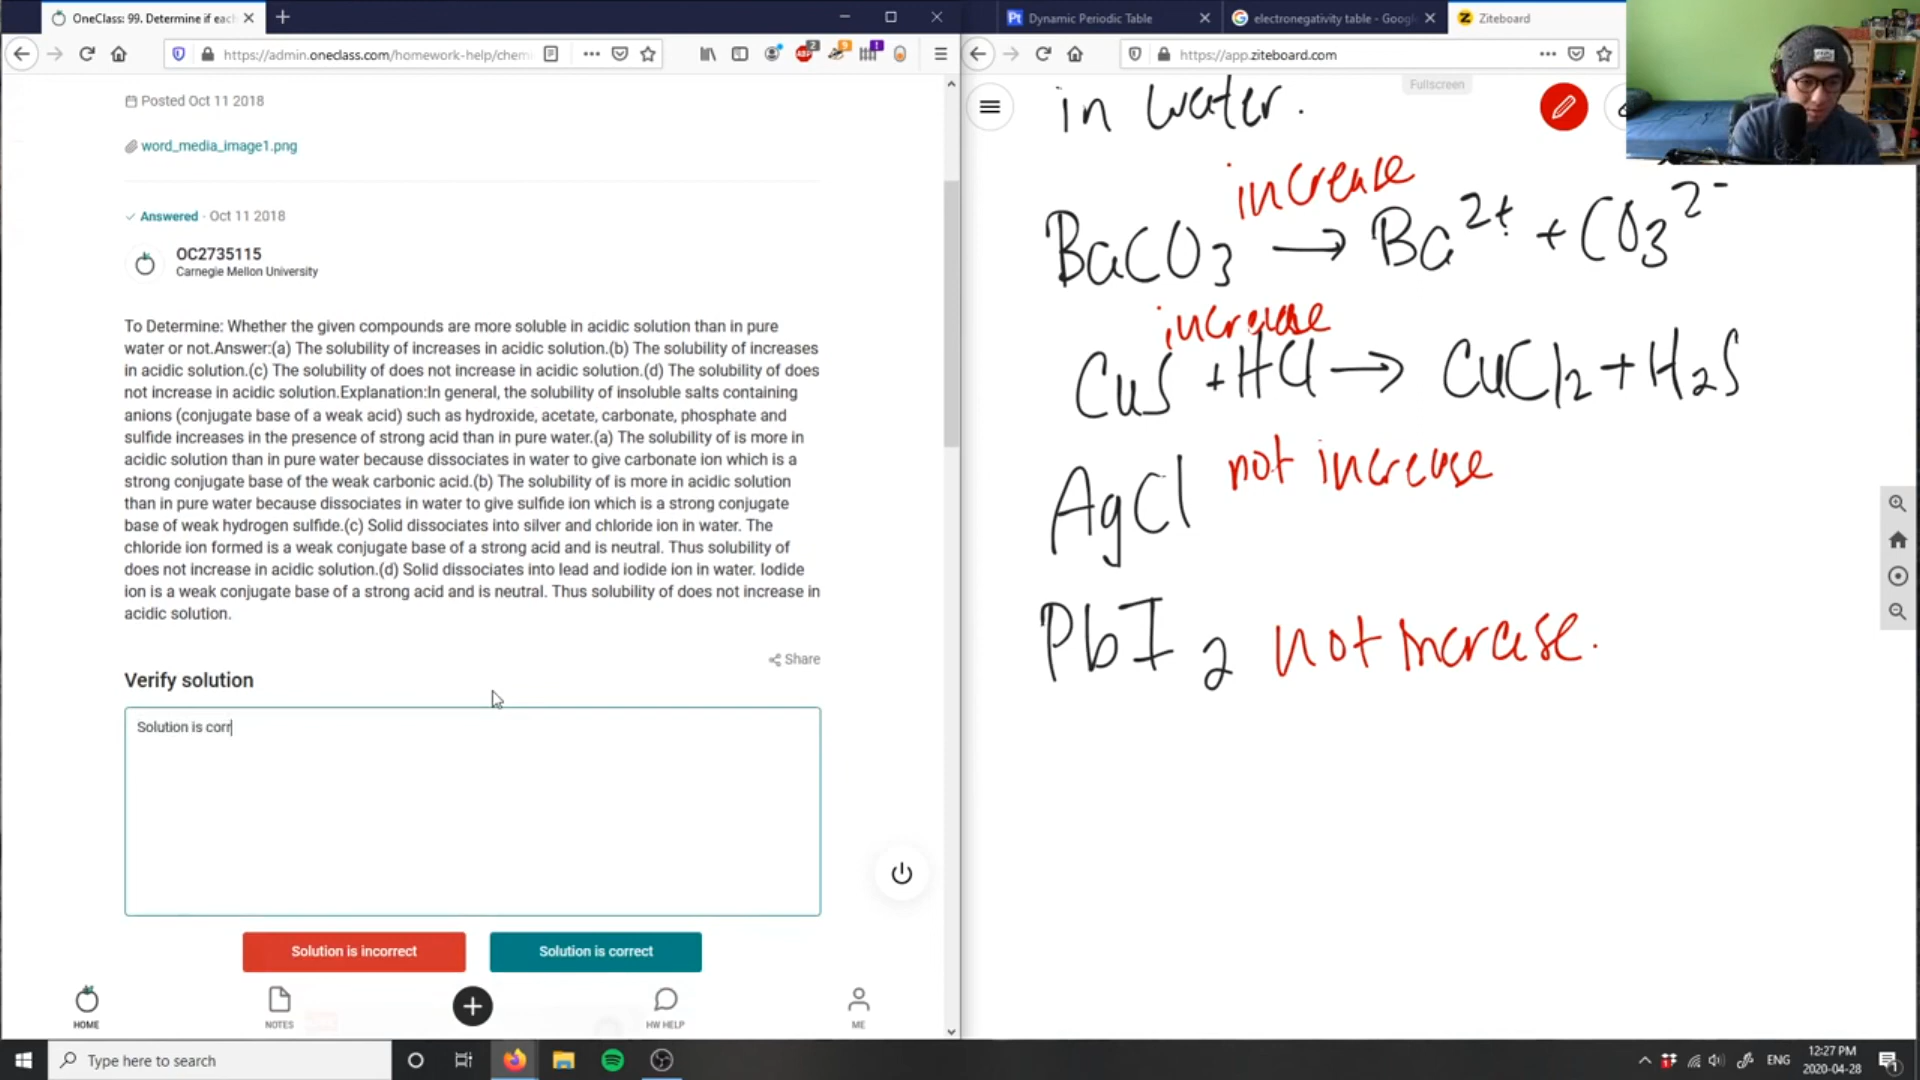 OneClass: 99. Determine if eac
https://admin.oneclass.com/homework-help/chemi
Posted Oct 11 2018
word_media_image1.png
Answered · Oct 11 2018
OC2735115
Carnegie Mellon University
To Determine: Whether the given compounds are more soluble in acidic solution than in pure
water or not.Answer:(a) The solubility of increases in acidic solution.(b) The solubility of increases
in acidic solution.(c) The solubility of does not increase in acidic solution.(d) The solubility of does
not increase in acidic solution.Explanation:In general, the solubility of insoluble salts containing
anions (conjugate base of a weak acid) such as hydroxide, acetate, carbonate, phosphate and
sulfide increases in the presence of strong acid than in pure water.(a) The solubility of is more in
acidic solution than in pure water because dissociates in water to give carbonate ion which is a
strong conjugate base of the weak carbonic acid.(b) The solubility of is more in acidic solution
than in pure water because dissociates in water to give sulfide ion which is a strong conjugate
base of weak hydrogen sulfide.(c) Solid dissociates into silver and chloride ion in water. The
chloride ion formed is a weak conjugate base of a strong acid and is neutral. Thus solubility of
does not increase in acidic solution.(d) Solid dissociates into lead and iodide ion in water. Iodide
ion is a weak conjugate base of a strong acid and is neutral. Thus solubility of does not increase in
acidic solution.
Share
Verify solution
Solution is corr
Solution is incorrect
Solution is correct
HOME
NOTES
HW HELP
ME
Dynamic Periodic Table
electronegativity table - Googl
Ziteboard
https://app.ziteboard.com
Fullscreen
in water.
increase
BaCO3 → Ba2+ + CO3 2-
increase
CuS + HCl → CuCl2 + H2S
AgCl not increase
PbI2 not increase.
Type here to search
ENG
12:27 PM
2020-04-28